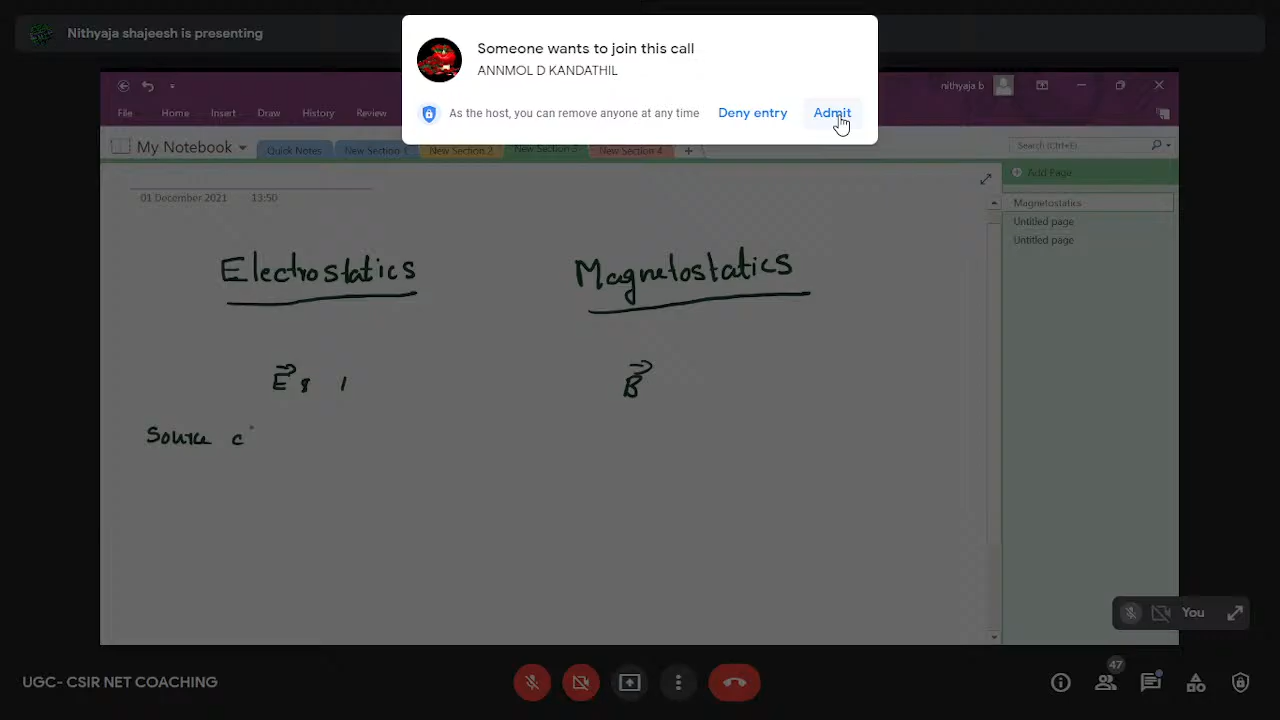 Nithyaja shajeesh is presenting
Someone wants to join this call
ANNMOL D KANDATHIL
As the host, you can remove anyone at any time
Deny entry
Admit
nithyaja b
File
Home
Insert
Draw
History
Review
My Notebook
Quick Notes
New Section 1
New Section 2
New Section 3
New Section 4
Search (Ctrl+E)
Add Page
01 December 2021 13:50
Magnetostatics
Untitled page
Untitled page
Electrostatics
Magnetostatics
E
B
Source c
You
UGC- CSIR NET COACHING
47